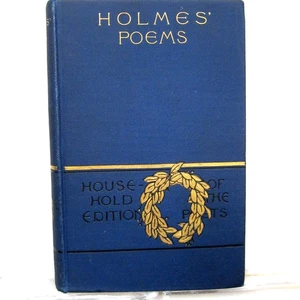 HOLMES'
POEMS
HOUSE- OF
HOLD THE
EDITION POETS